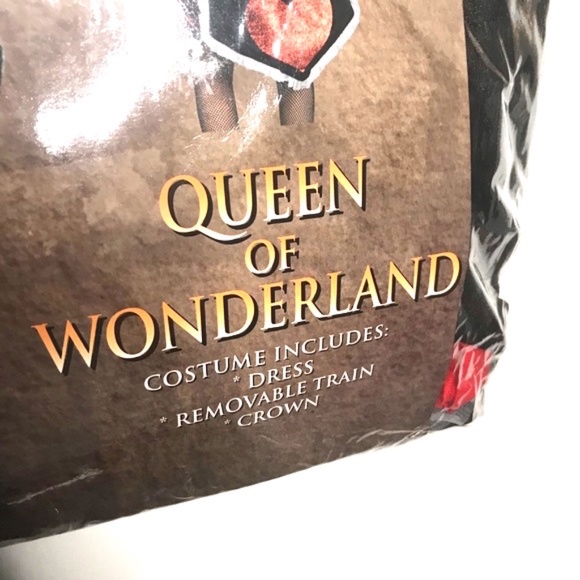 QUEEN
OF
WONDERLAND
COSTUME INCLUDES:
* DRESS
* REMOVABLE TRAIN
* CROWN